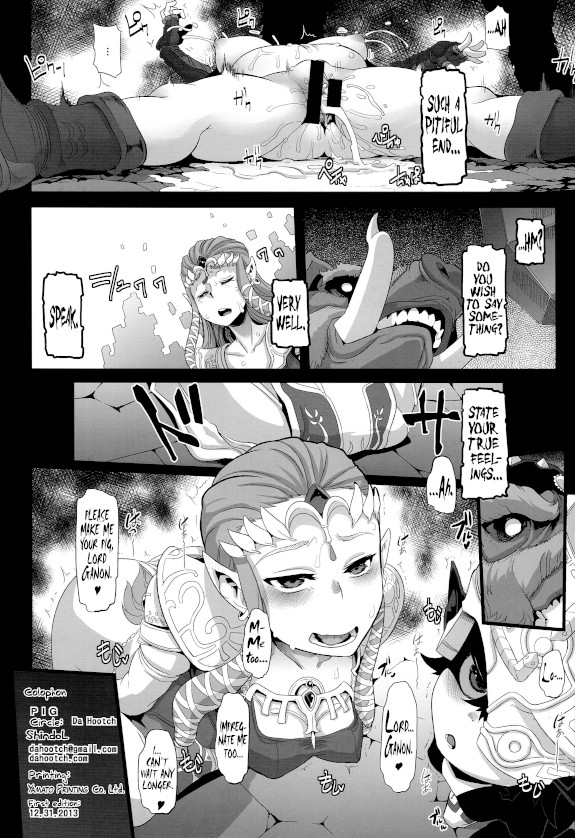 ...AH
...
SUCH A
PITIFUL
END...
...HM?
DO
YOU
WISH
TO SAY
SOME-
THING?
VERY
WELL.
SPEAK.
STATE
YOUR
TRUE
FEEL-
INGS...
...AH.
PLEASE
MAKE ME
YOUR PIG,
LORD
GANON.
♥
M-
ME
TOO...
LO...
LORD...
GANON.
♥
IMPREG-
NATE ME
TOO...
I...
CAN'T
WAIT ANY
LONGER.
♥
Colophon
PIG
Circle: Da Hootch
ShindoL
dahootch@gmail.com
dahootch.com
Printing:
YAMATO PRINTING CO. LTD.
First edition:
12.31.2013